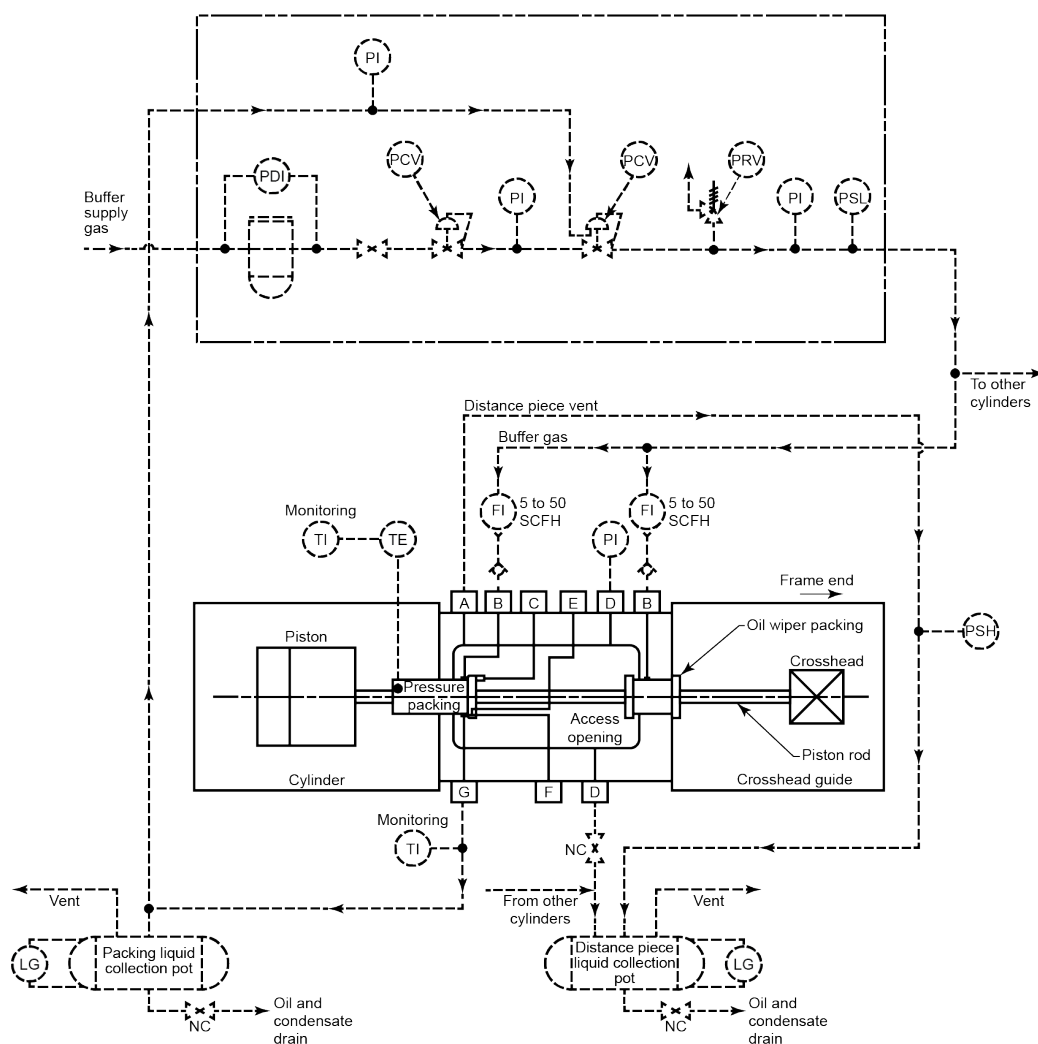 PI
PCV
PCV
PRV
PDI
PI
PI
PSL
Buffer
supply
gas
To other
cylinders
Distance piece vent
Buffer gas
FI
5 to 50
SCFH
FI
5 to 50
SCFH
Monitoring
TI
TE
PI
Frame end
A
B
C
E
D
B
Oil wiper packing
PSH
Piston
Crosshead
Pressure
packing
Access
opening
Piston rod
Cylinder
Crosshead guide
G
F
D
Monitoring
TI
NC
Vent
From other
cylinders
Vent
LG
Packing liquid
collection pot
Distance piece
liquid collection
pot
LG
NC
Oil and
condensate
drain
NC
Oil and
condensate
drain